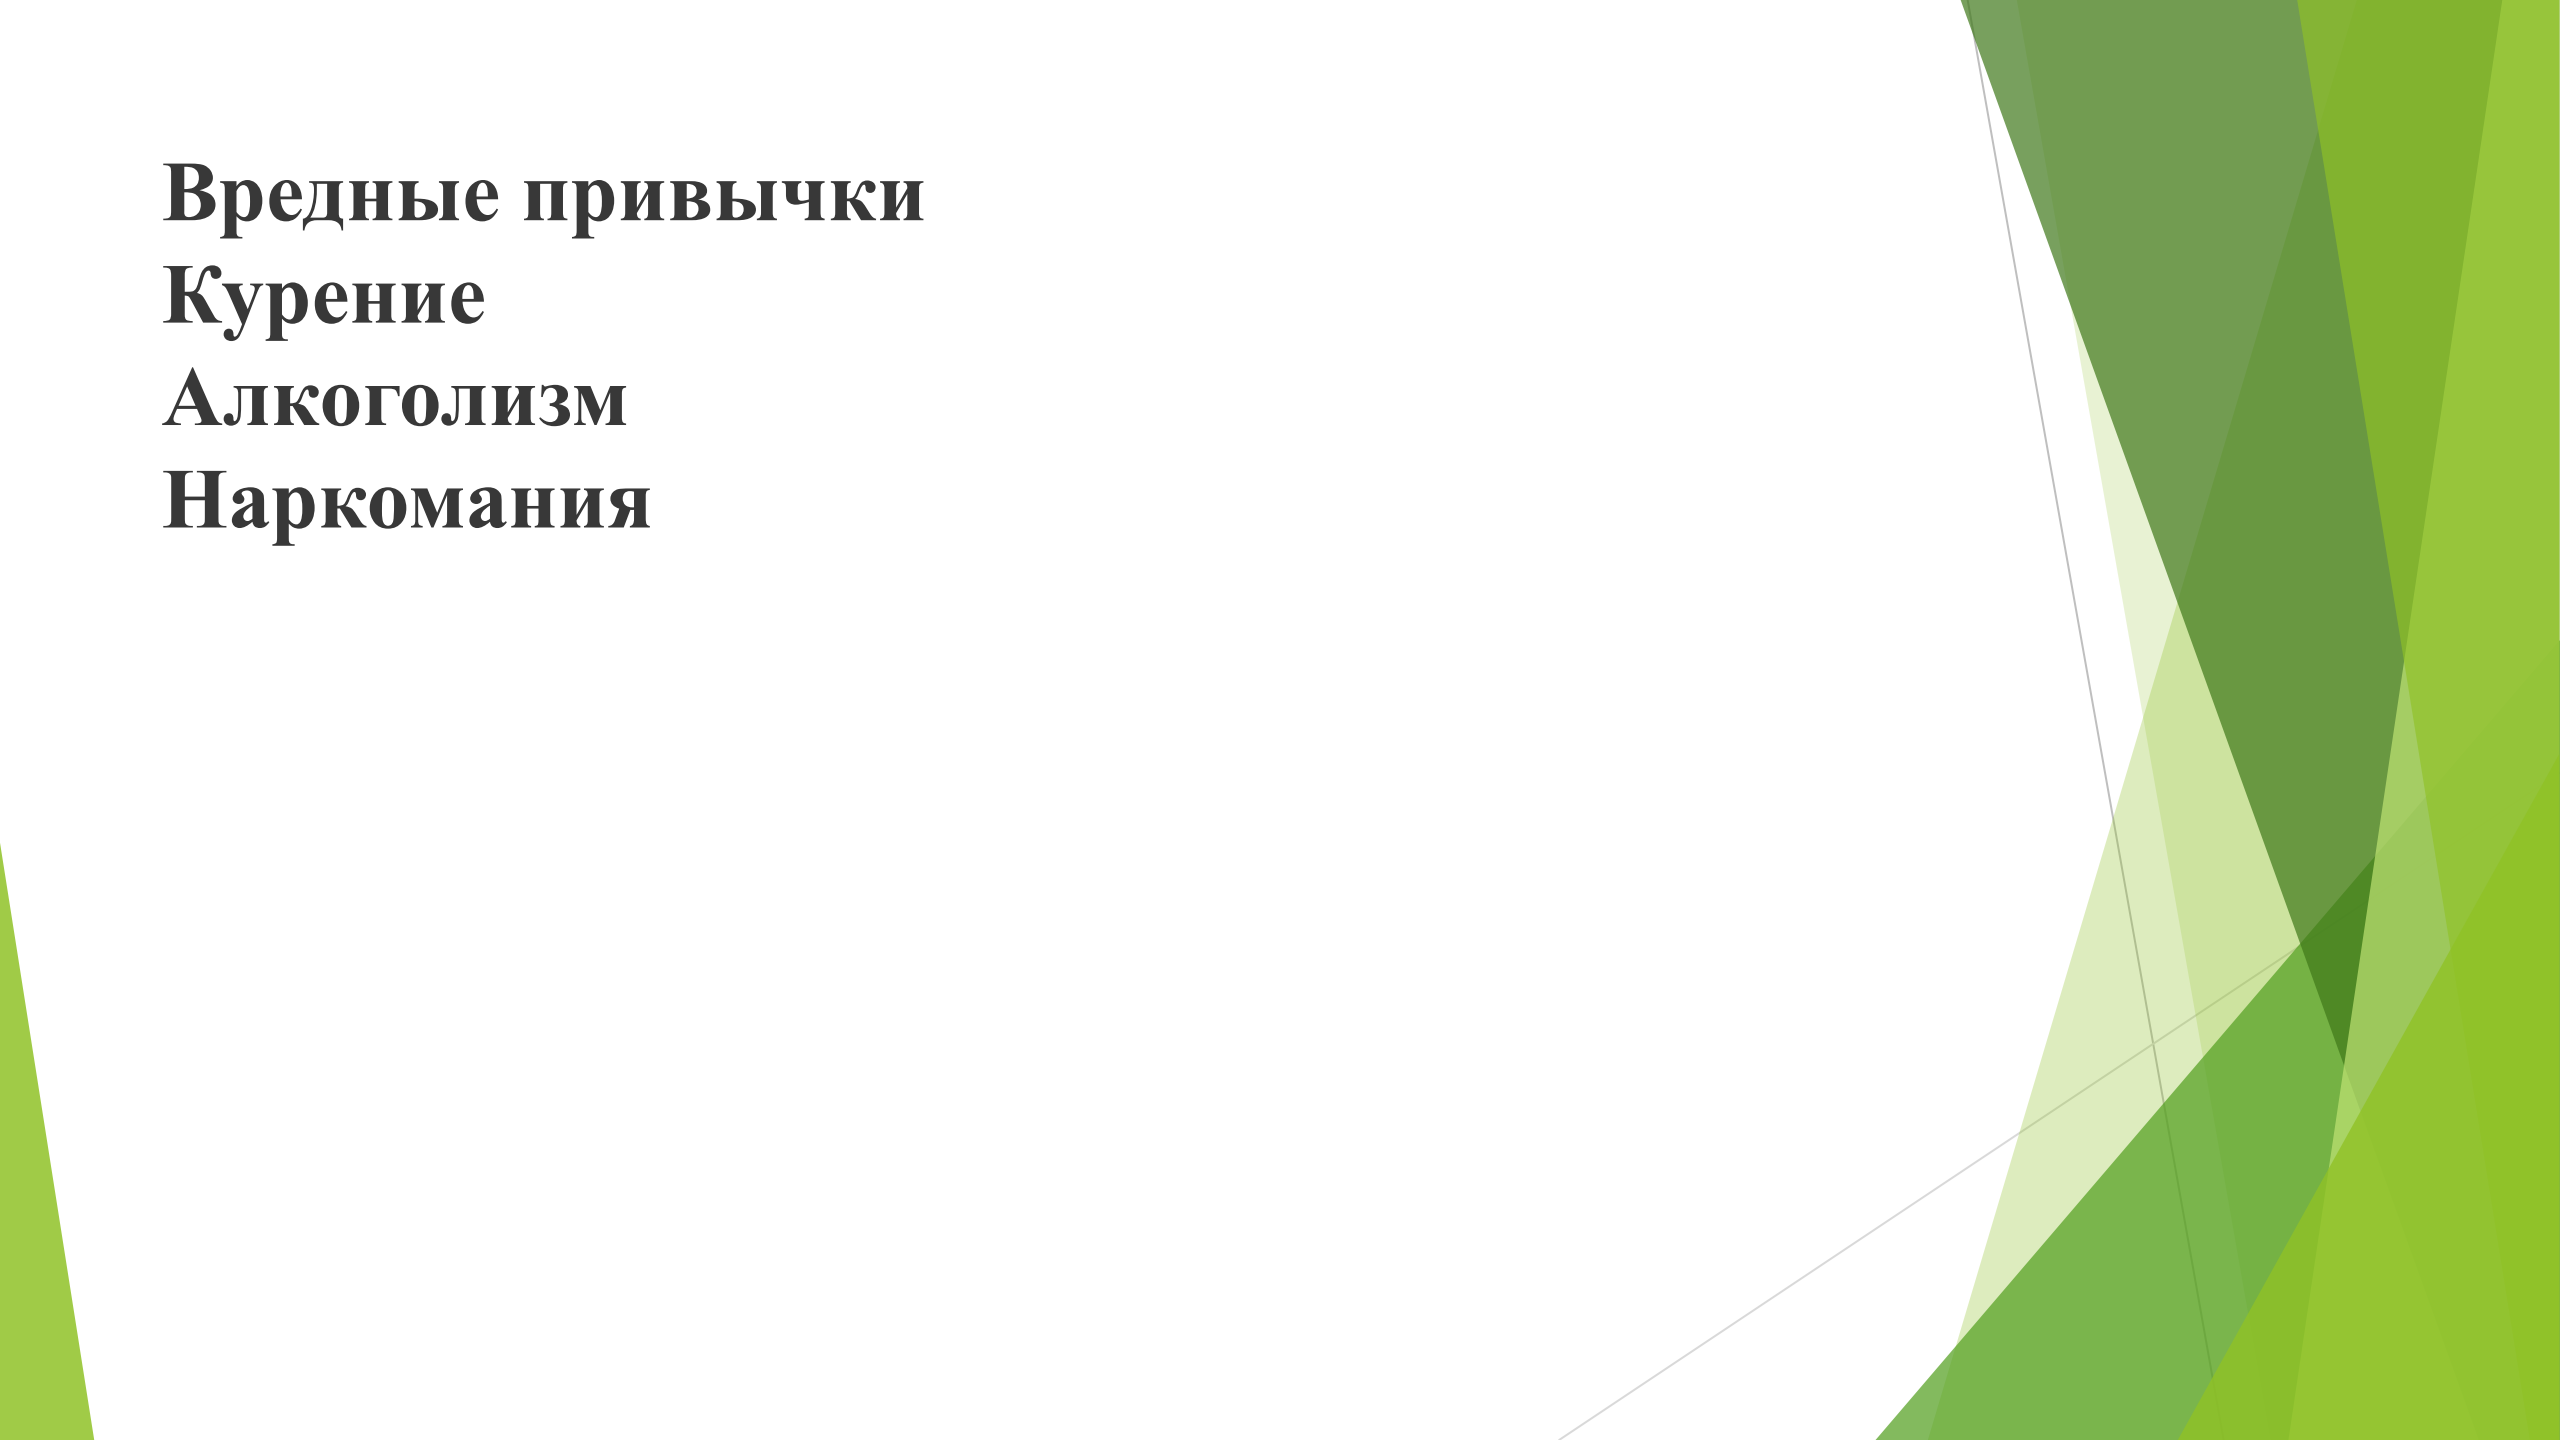 Вредные привычки
Курение
Алкоголизм
Наркомания